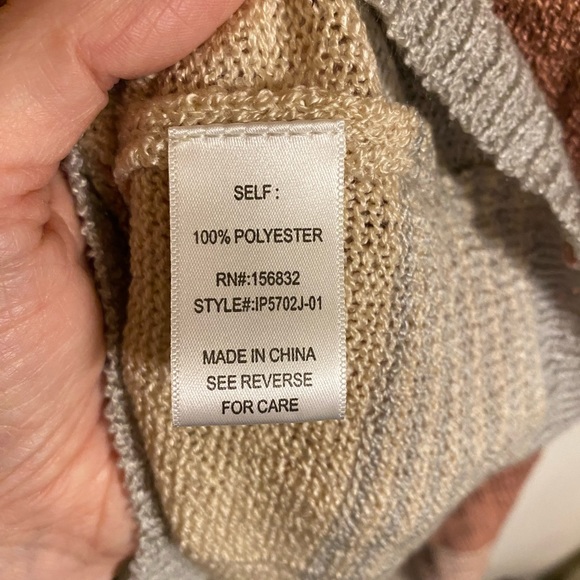 SELF :
100% POLYESTER
RN#:156832
STYLE#:IP5702J-01
MADE IN CHINA
SEE REVERSE
FOR CARE